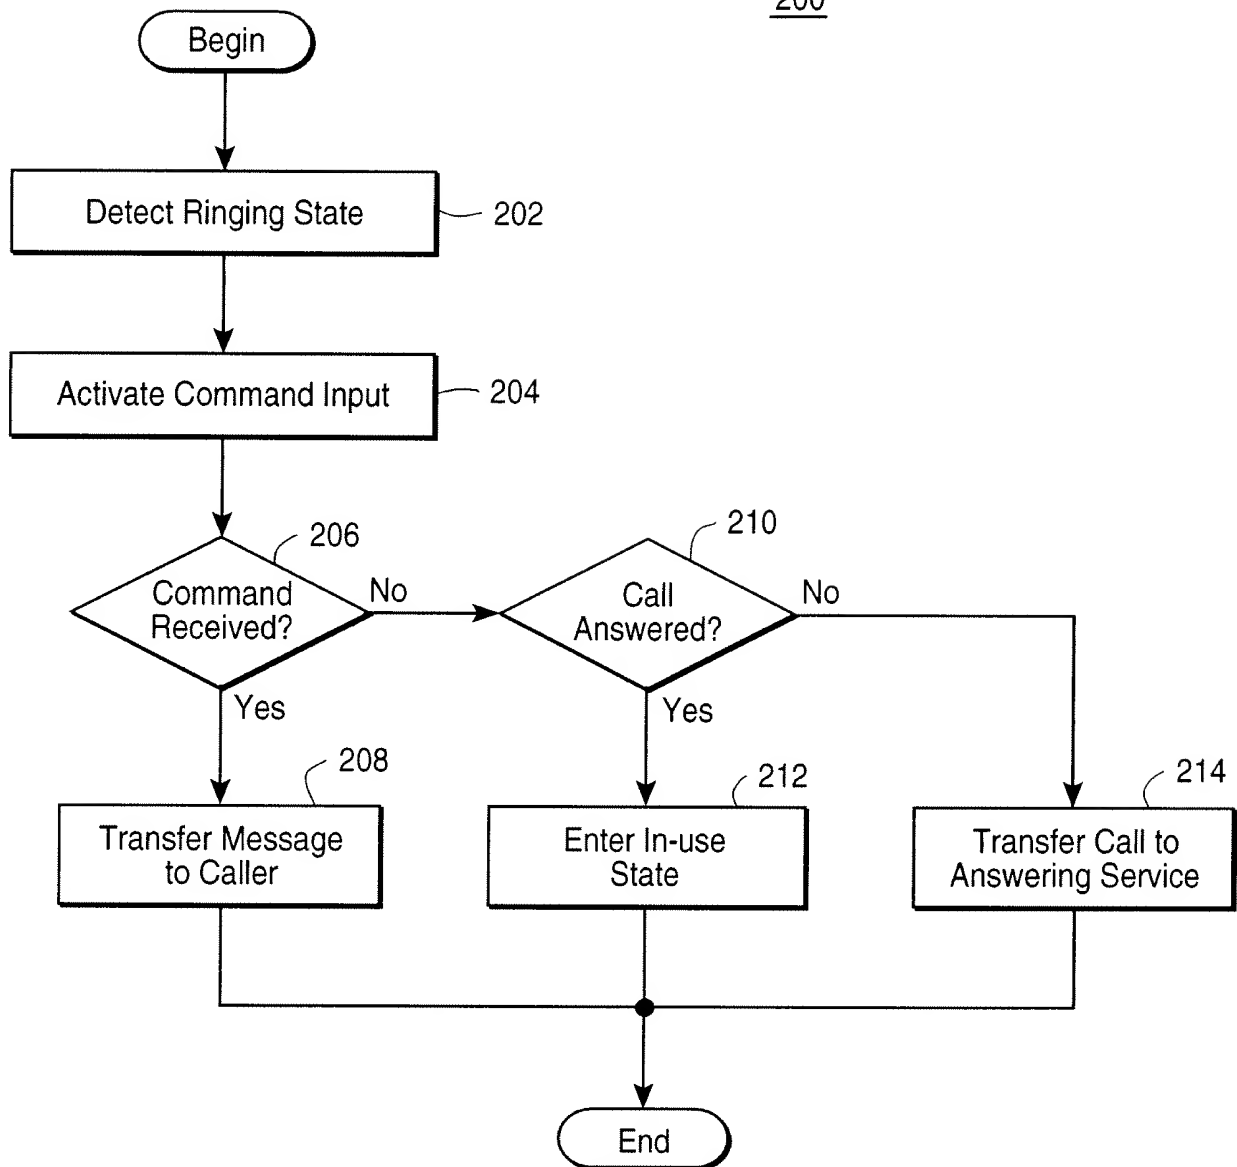 200
Begin
Detect Ringing State
202
Activate Command Input
204
206
Command
Received?
No
Yes
210
Call
Answered?
No
Yes
208
Transfer Message
to Caller
212
Enter In-use
State
214
Transfer Call to
Answering Service
End